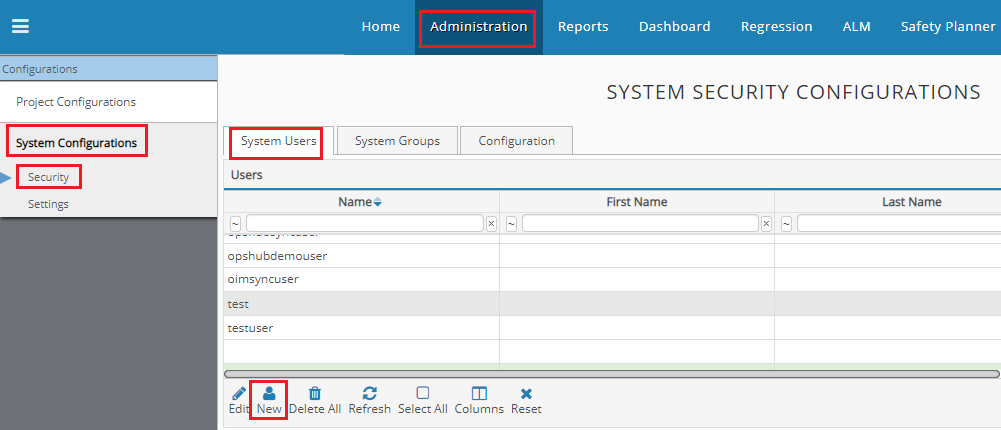 Home Administration Reports Dashboard Regression ALM Safety Planner
Configurations
Project Configurations
System Configurations
Security
Settings
SYSTEM SECURITY CONFIGURATIONS
System Users System Groups Configuration
Users
Name First Name Last Name
~ × ~ × ~
opshubdemouser
oimsyncuser
test
testuser
Edit New Delete All Refresh Select All Columns Reset